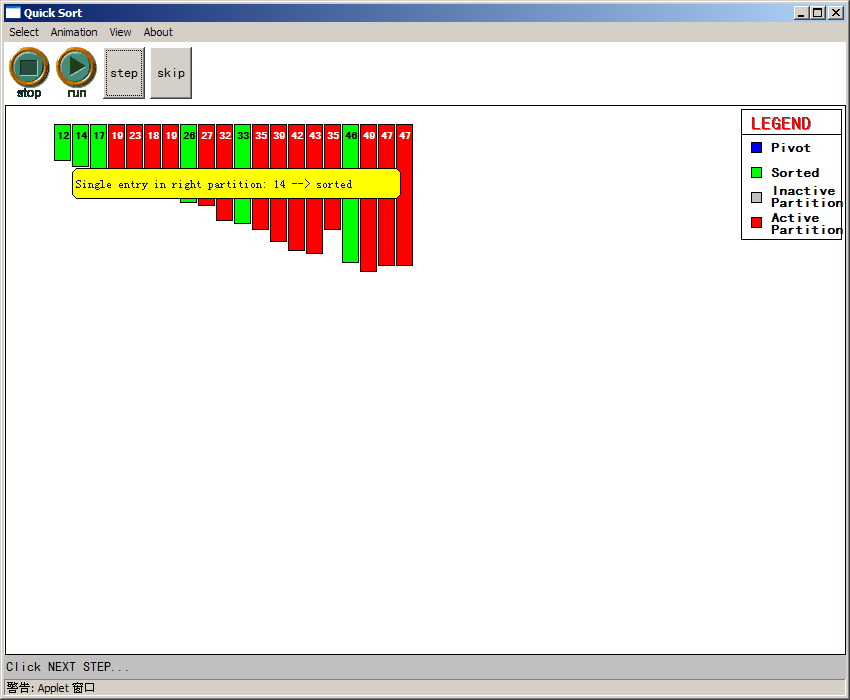 Quick Sort
Select Animation View About
stop run step skip
12 14 17 19 23 18 19 26 27 32 33 35 39 42 43 35 46 49 47 47
Single entry in right partition: 14 --> sorted
LEGEND
Pivot
Sorted
Inactive
Partition
Active
Partition
Click NEXT STEP...
警告: Applet 窗口